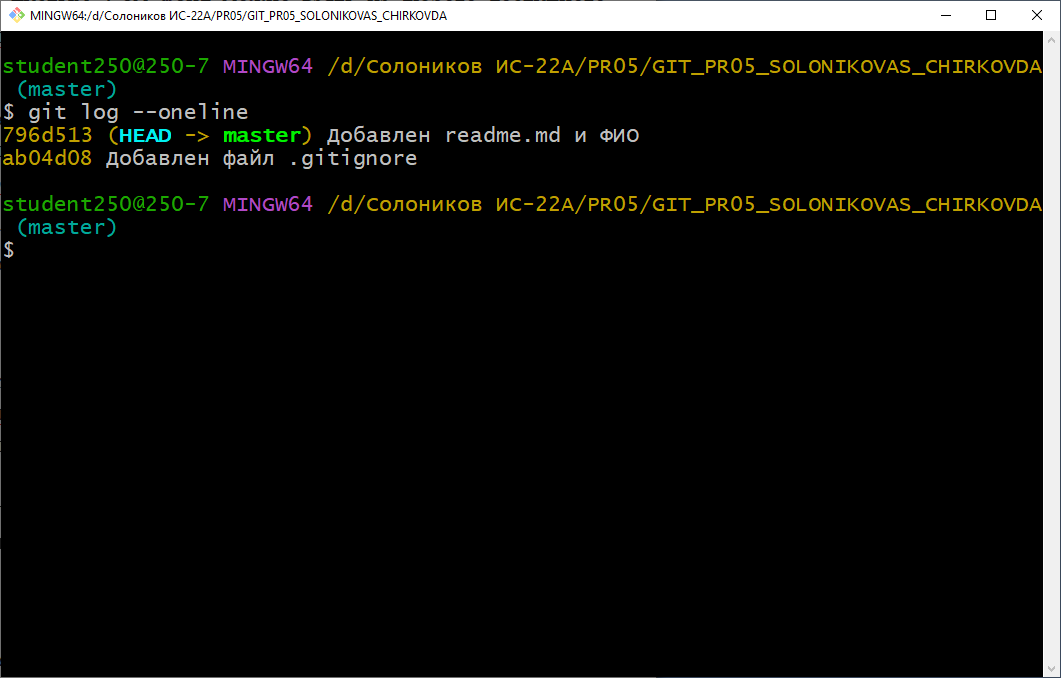 MINGW64:/d/Солоников ИС-22А/PR05/GIT_PR05_SOLONIKOVAS_CHIRKOVDA
student250@250-7 MINGW64 /d/Солоников ИС-22А/PR05/GIT_PR05_SOLONIKOVAS_CHIRKOVDA
(master)
$ git log --oneline
796d513 (HEAD -> master) Добавлен readme.md и ФИО
ab04d08 Добавлен файл .gitignore
student250@250-7 MINGW64 /d/Солоников ИС-22А/PR05/GIT_PR05_SOLONIKOVAS_CHIRKOVDA
(master)
$